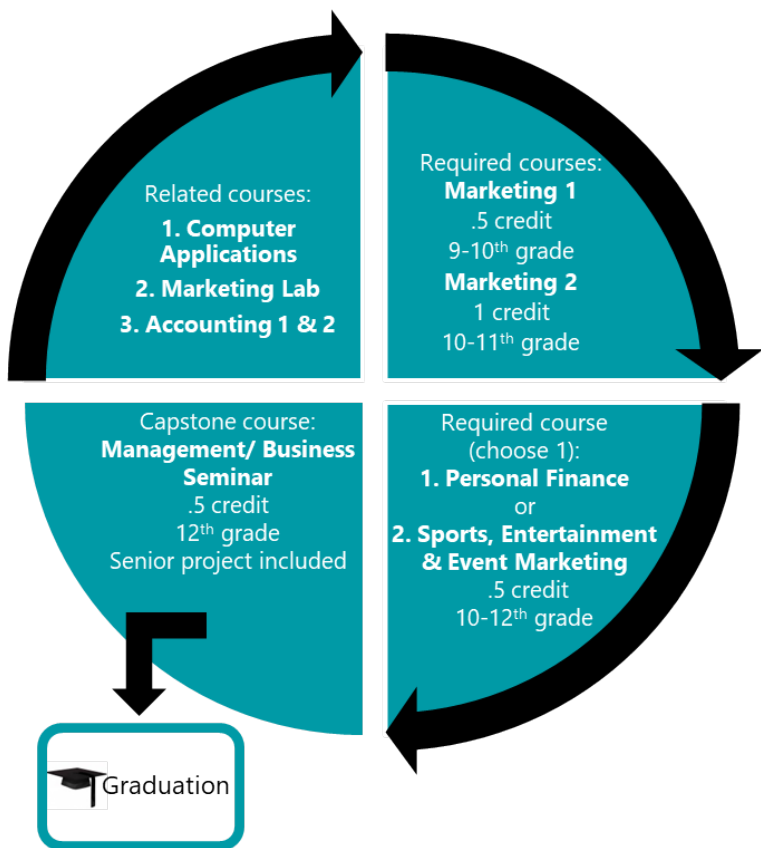 Related courses:
1. Computer
Applications
2. Marketing Lab
3. Accounting 1 & 2
Required courses:
Marketing 1
.5 credit
9-10th grade
Marketing 2
1 credit
10-11th grade
Required course
(choose 1):
1. Personal Finance
or
2. Sports, Entertainment
& Event Marketing
.5 credit
10-12th grade
Capstone course:
Management/ Business
Seminar
.5 credit
12th grade
Senior project included
Graduation